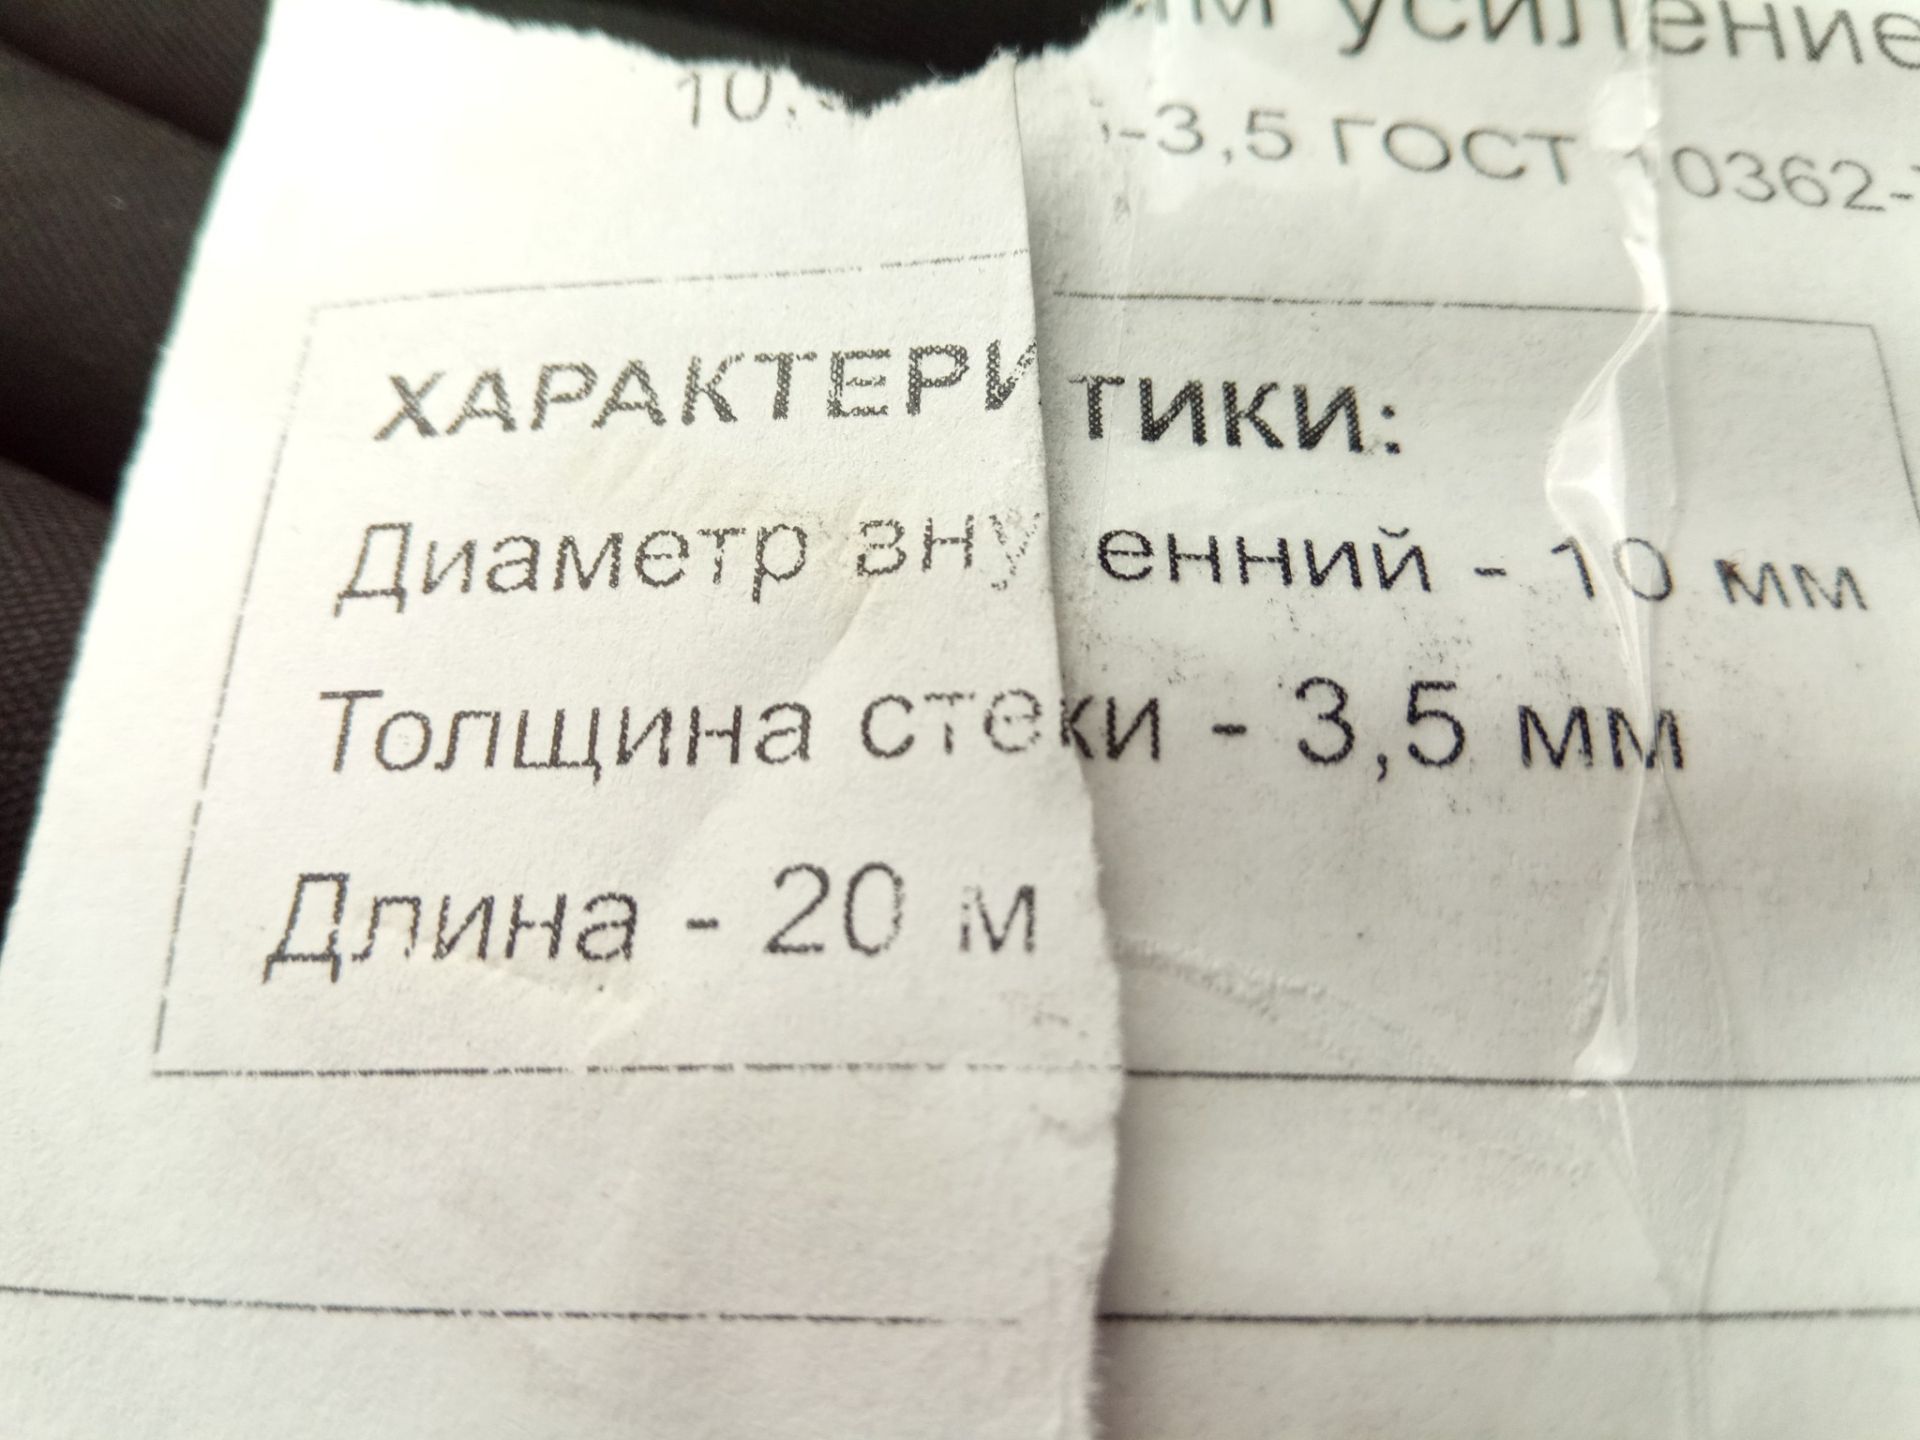 усиление
-3,5 ГОСТ 10362-
ХАРАКТЕРИ ТИКИ:
Диаметр вну енний - 10 мм
Толщина стеки - 3,5 мм
Длина - 20 м